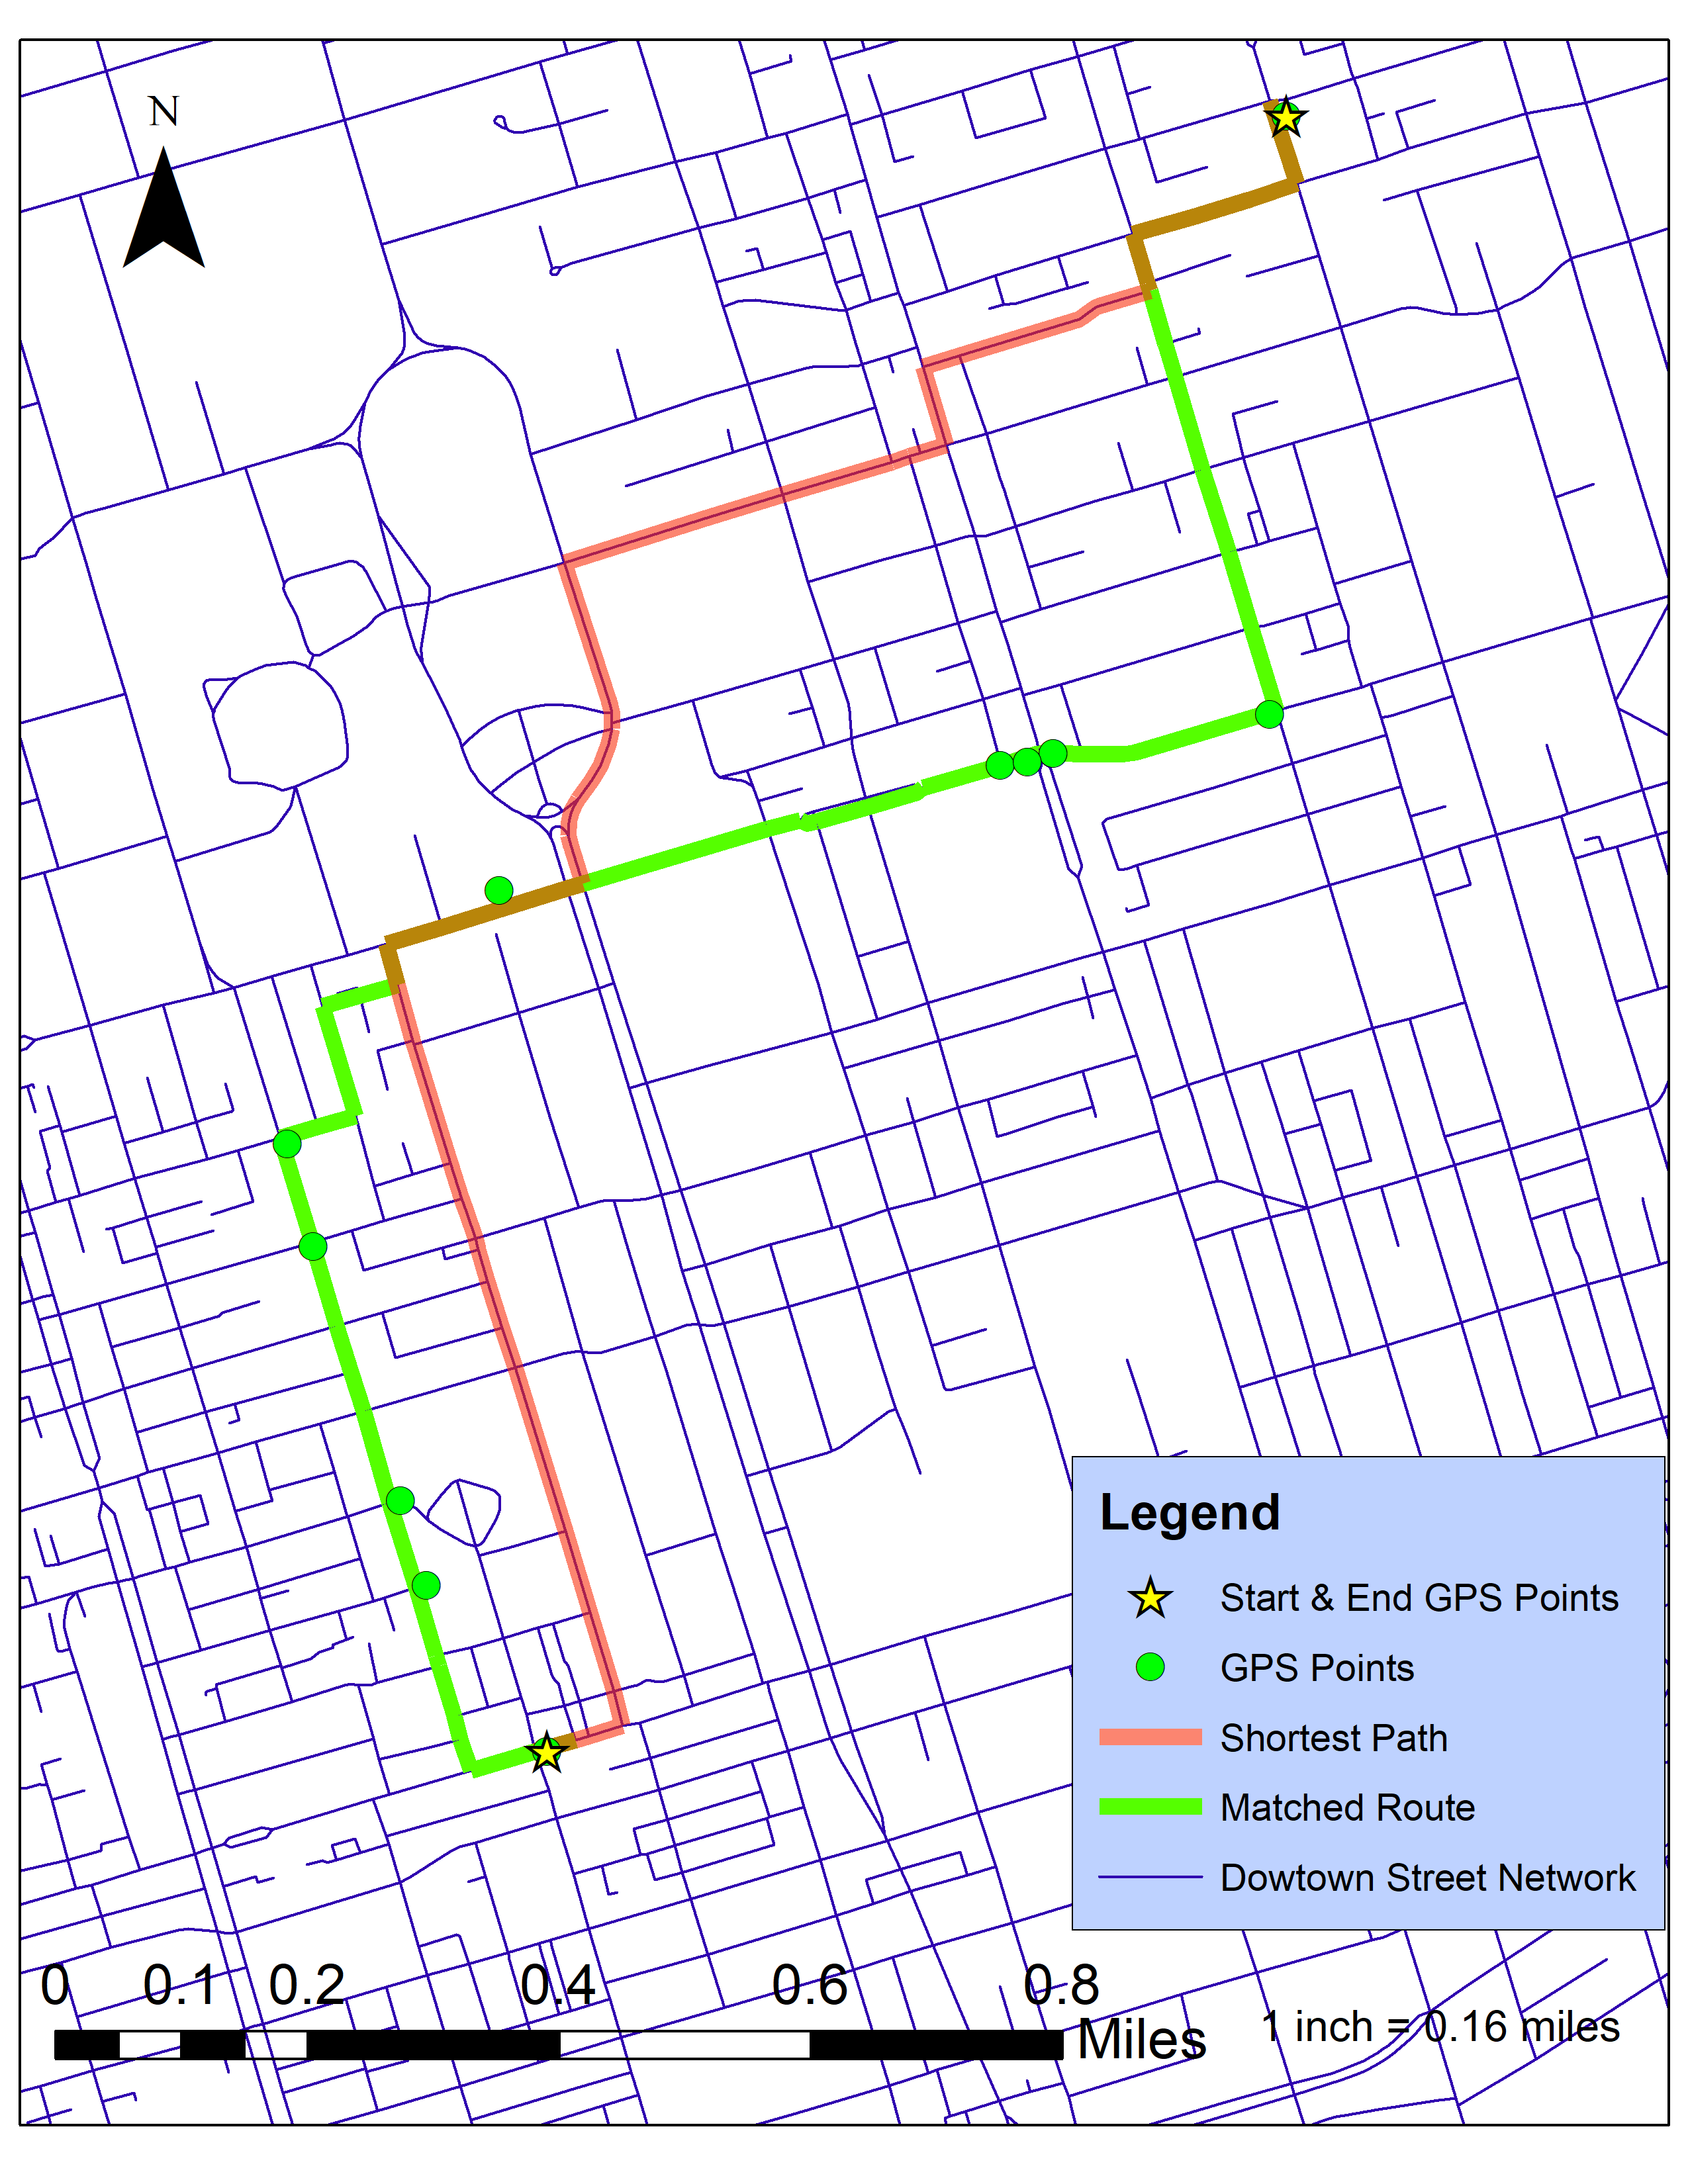 N
Legend
Start & End GPS Points
GPS Points
Shortest Path
Matched Route
Dowtown Street Network
0 0.1 0.2 0.4 0.6 0.8
Miles
1 inch = 0.16 miles